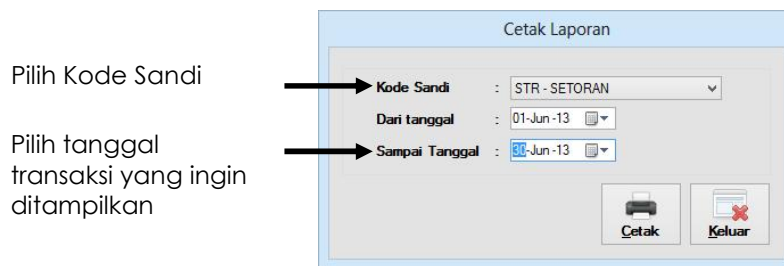 Cetak Laporan
Pilih Kode Sandi
Kode Sandi : STR - SETORAN
Dari tanggal : 01-Jun -13
Pilih tanggal
transaksi yang ingin
ditampilkan
Sampai Tanggal : 30-Jun -13
Cetak
Keluar